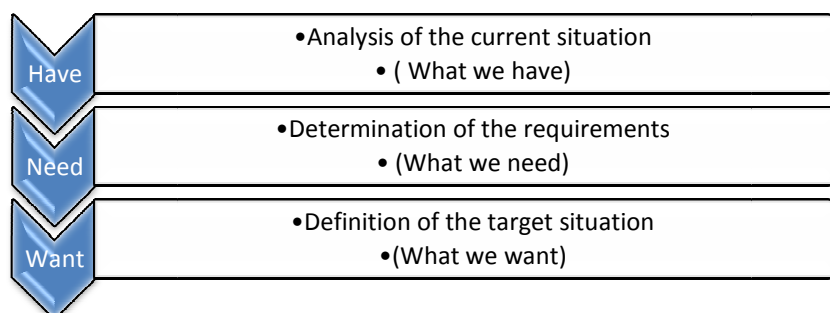 Have
•Analysis of the current situation
• ( What we have)
Need
•Determination of the requirements
• (What we need)
Want
•Definition of the target situation
•(What we want)